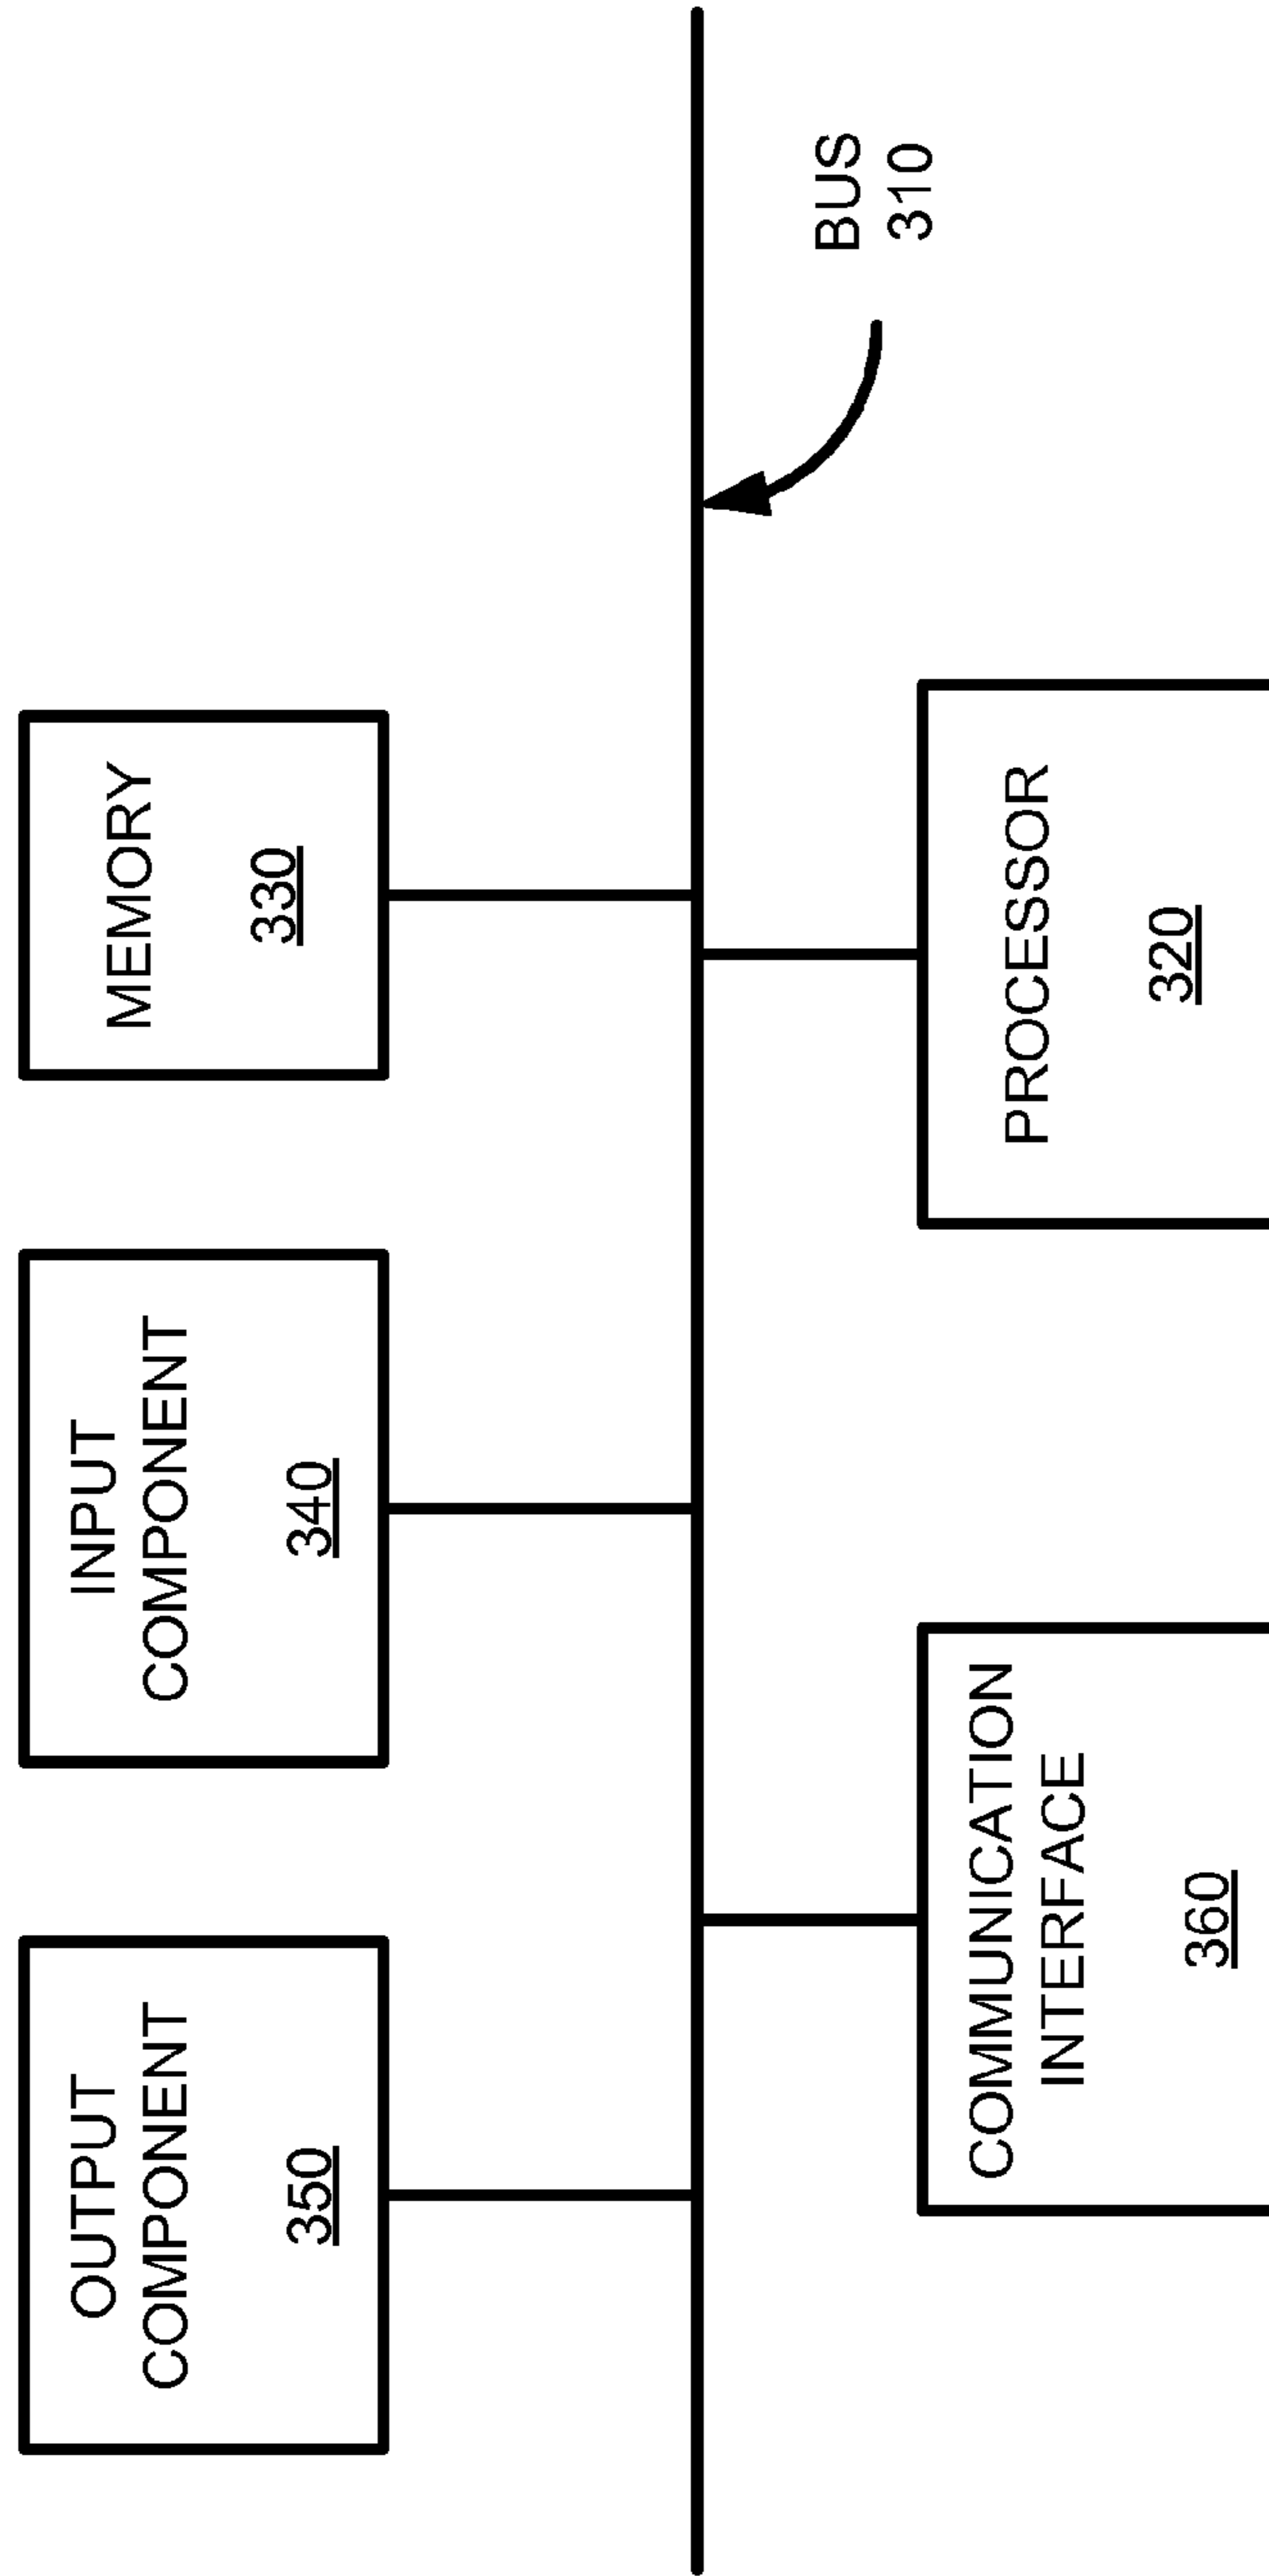 OUTPUT
COMPONENT
350
INPUT
COMPONENT
340
MEMORY
330
BUS
310
COMMUNICATION
INTERFACE
360
PROCESSOR
320